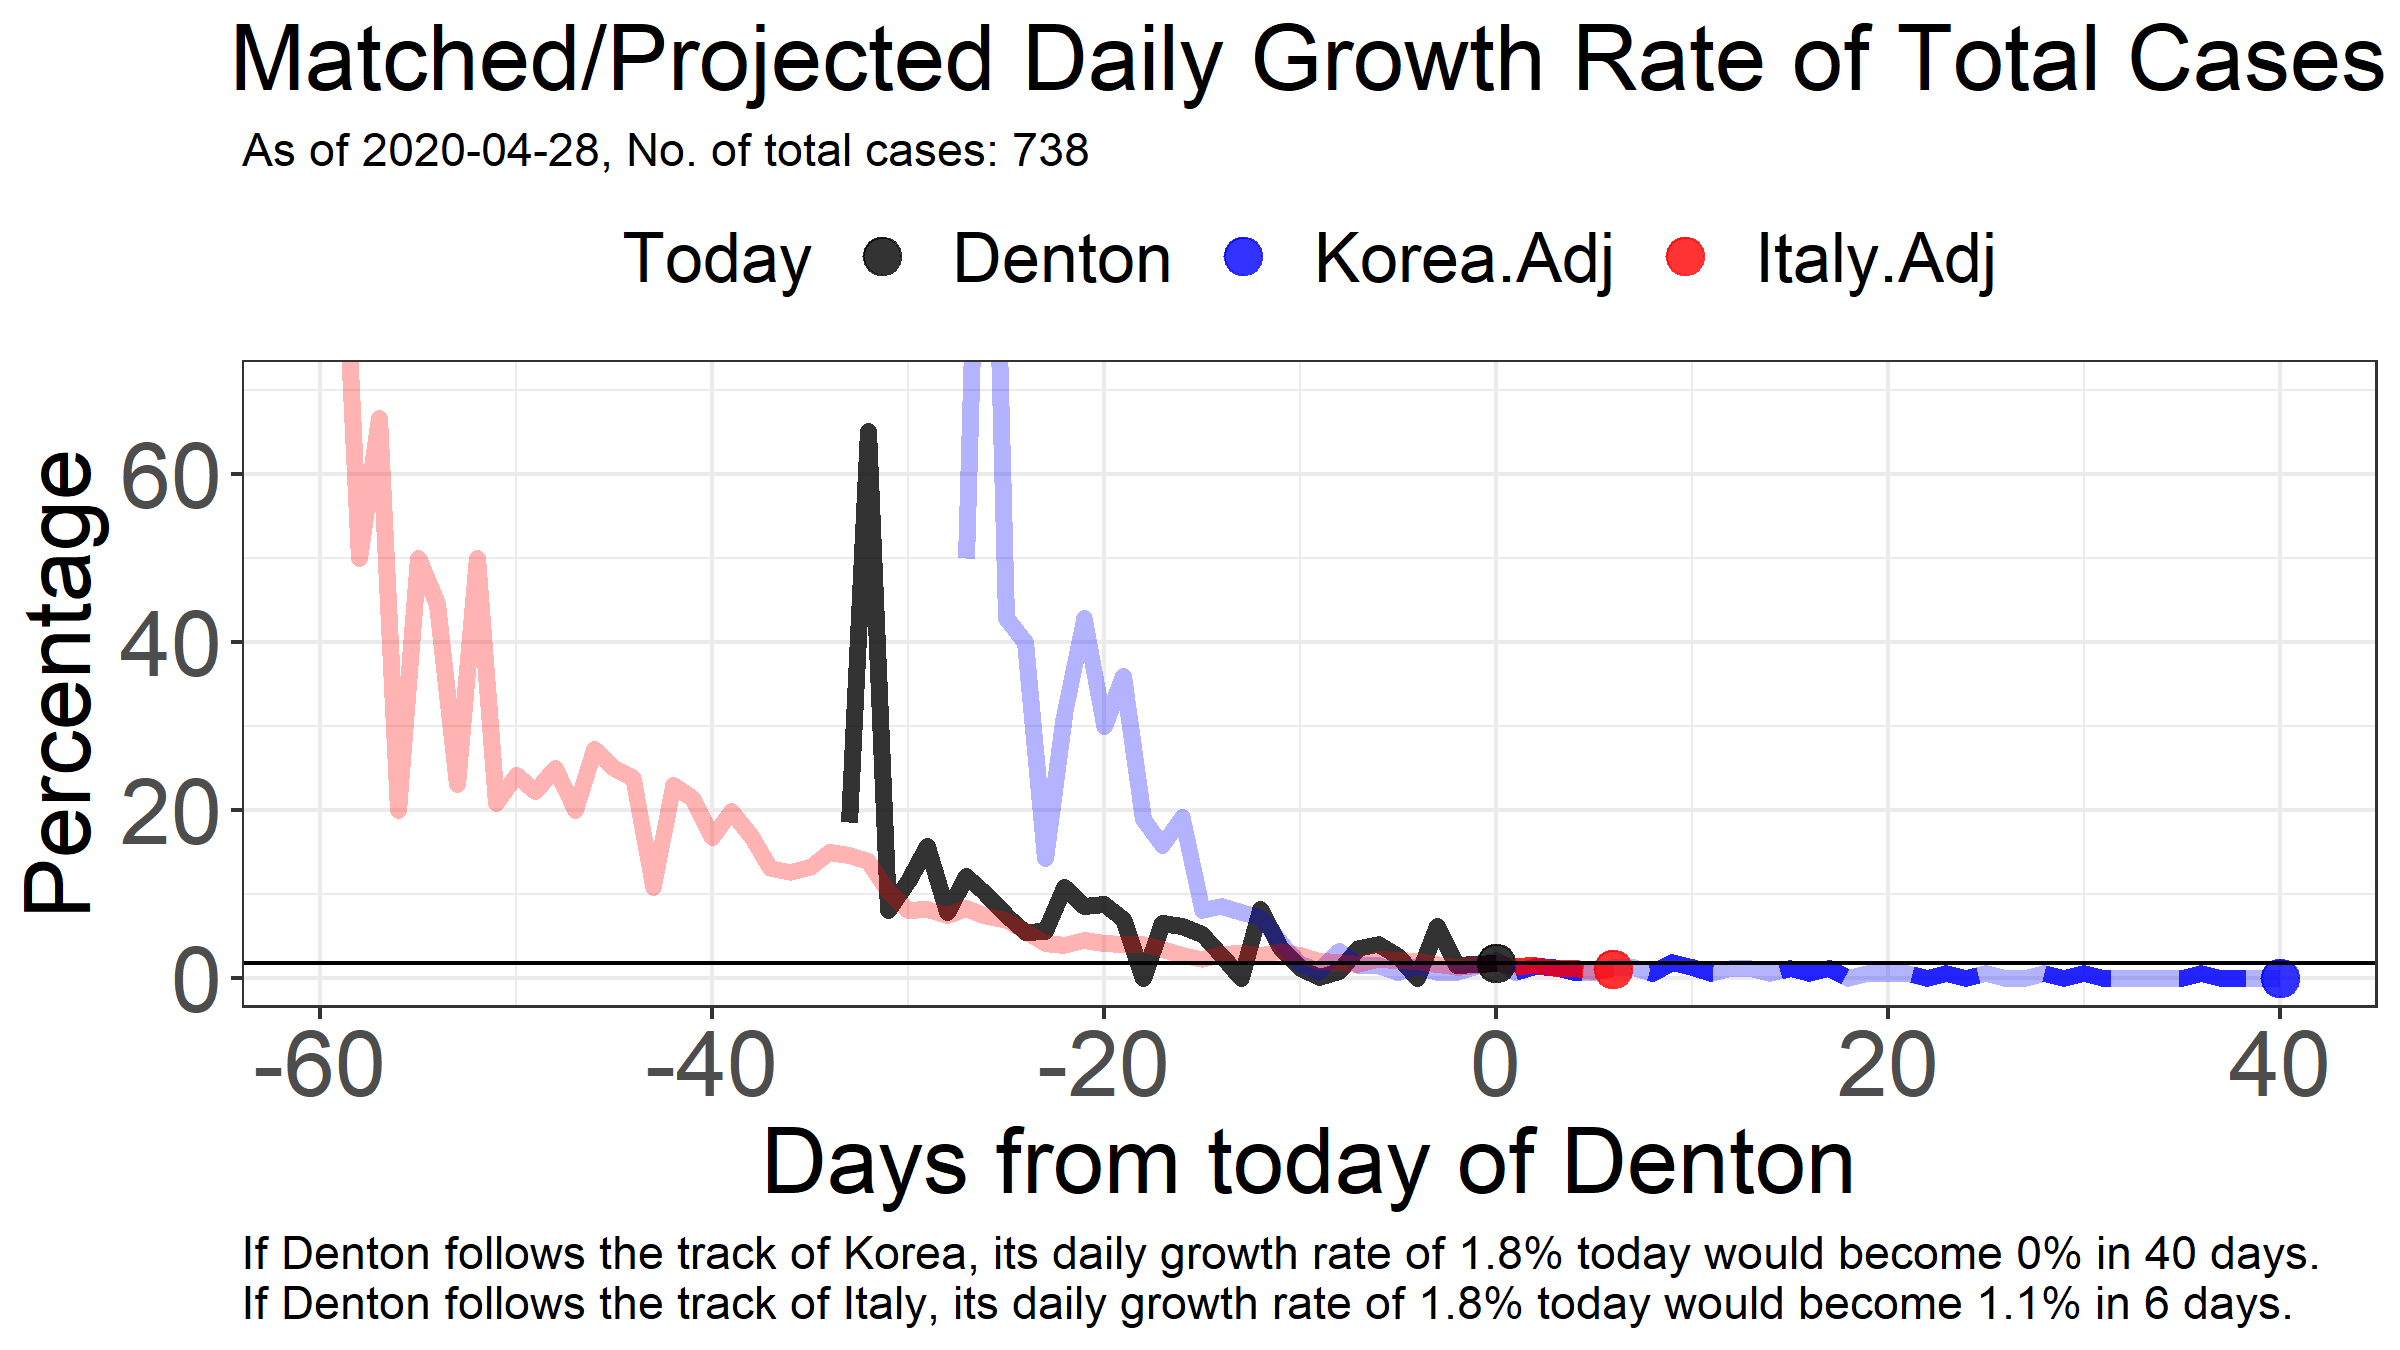 Matched/Projected Daily Growth Rate of Total Cases
As of 2020-04-28, No. of total cases: 738
Today Denton Korea.Adj Italy.Adj
Percentage
60
40
20
0
-60 -40 -20 0 20 40
Days from today of Denton
If Denton follows the track of Korea, its daily growth rate of 1.8% today would become 0% in 40 days.
If Denton follows the track of Italy, its daily growth rate of 1.8% today would become 1.1% in 6 days.